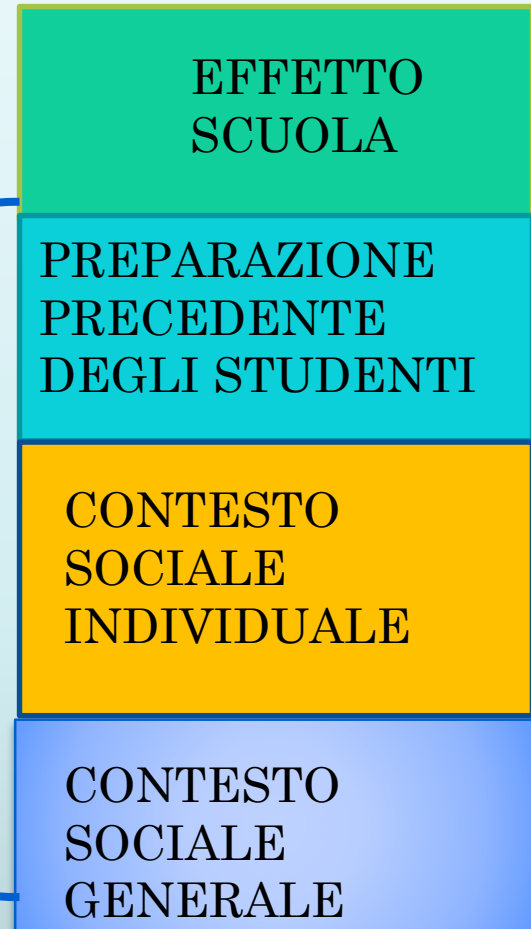 EFFETTO
SCUOLA
PREPARAZIONE
PRECEDENTE
DEGLI STUDENTI
CONTESTO
SOCIALE
INDIVIDUALE
CONTESTO
SOCIALE
GENERALE